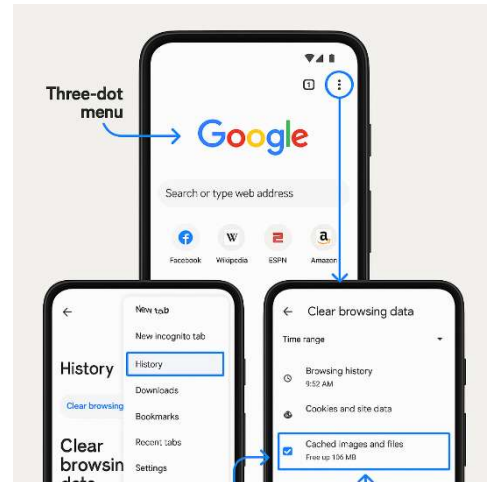 Three-dot
menu
1
Google
Search or type web address
Facebook
W
Wikipedia
ESPN
a
Amazon
New tab
New incognito tab
History
History
Downloads
Clear browsing
Bookmarks
Recent tabs
Clear
browsin
Settings
Clear browsing data
Time range
Browsing history
9:52 AM
Cookies and site data
Cached images and files
Free up 106 MB